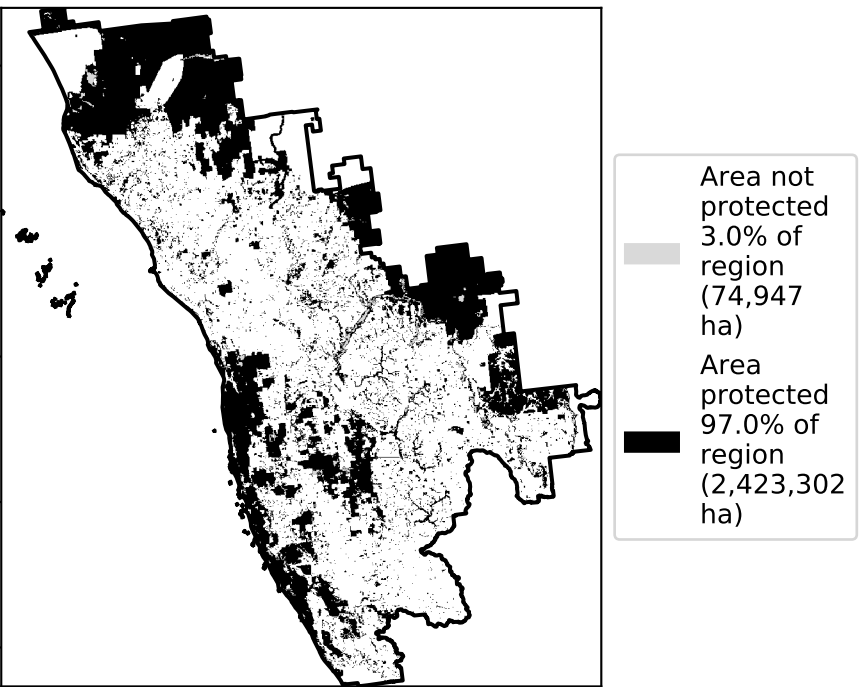 Area not
protected
3.0% of
region
(74,947
ha)
Area
protected
97.0% of
region
(2,423,302
ha)